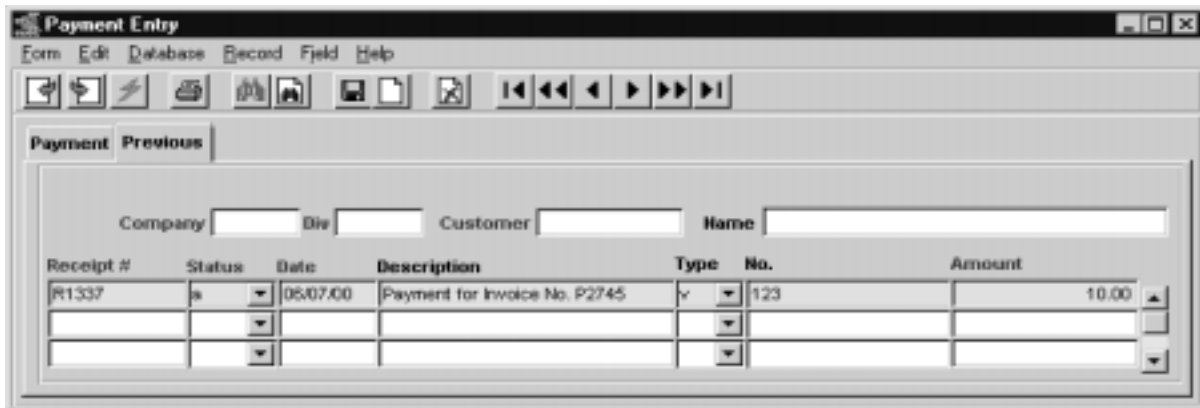 Payment Entry
Form Edit Database Record Field Help
Payment Previous
Company Div Customer Name
Receipt # Status Date Description Type No. Amount
R1337 a 06/07/00 Payment for Invoice No. P2745 v 123 10.00